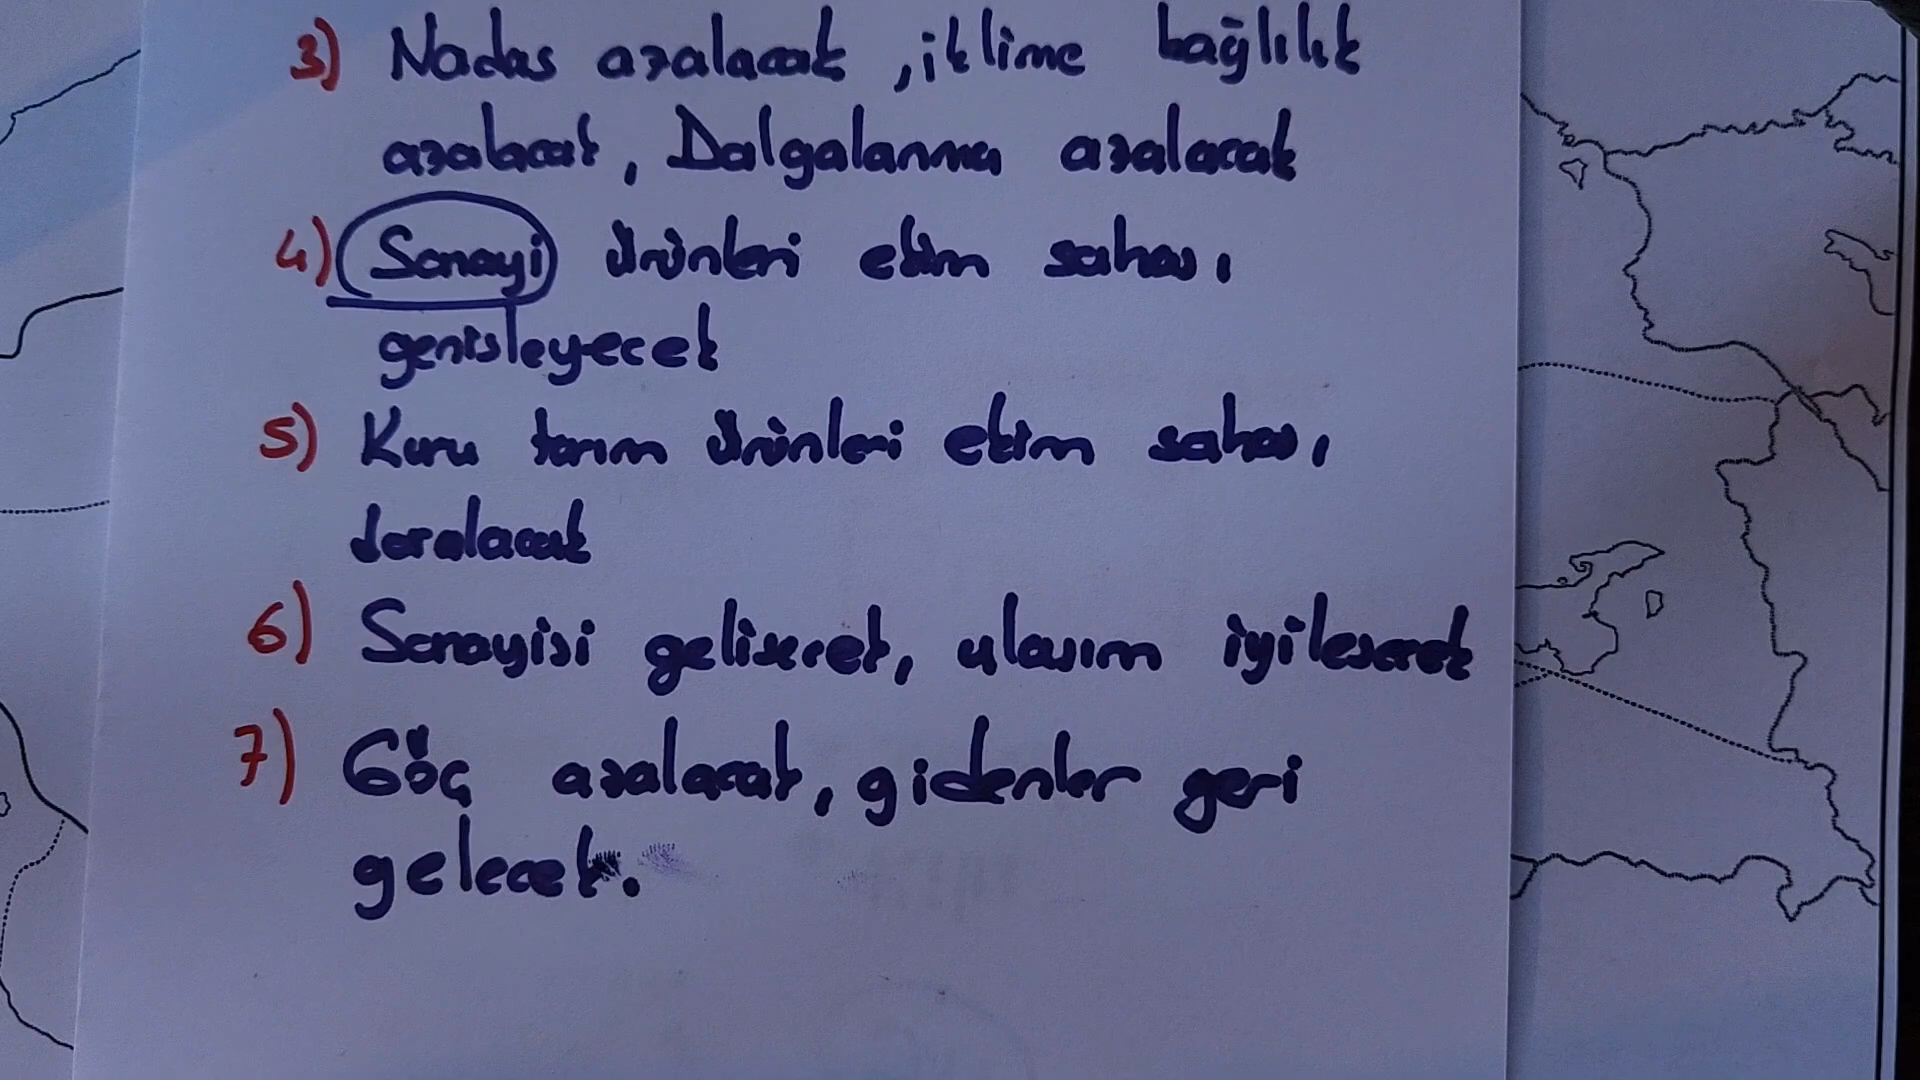 3) Nadas azalacak, iklime bağlılık
azalacak, Dalgalanma azalacak
4) Sanayi ürünleri ekim sahası
genişleyecek
5) Kuru tarım ürünleri ekim sahası
daralacak
6) Sanayisi gelişecek, ulaşım iyileşecek
7) Göç azalacak, gidenler geri
gelecek.